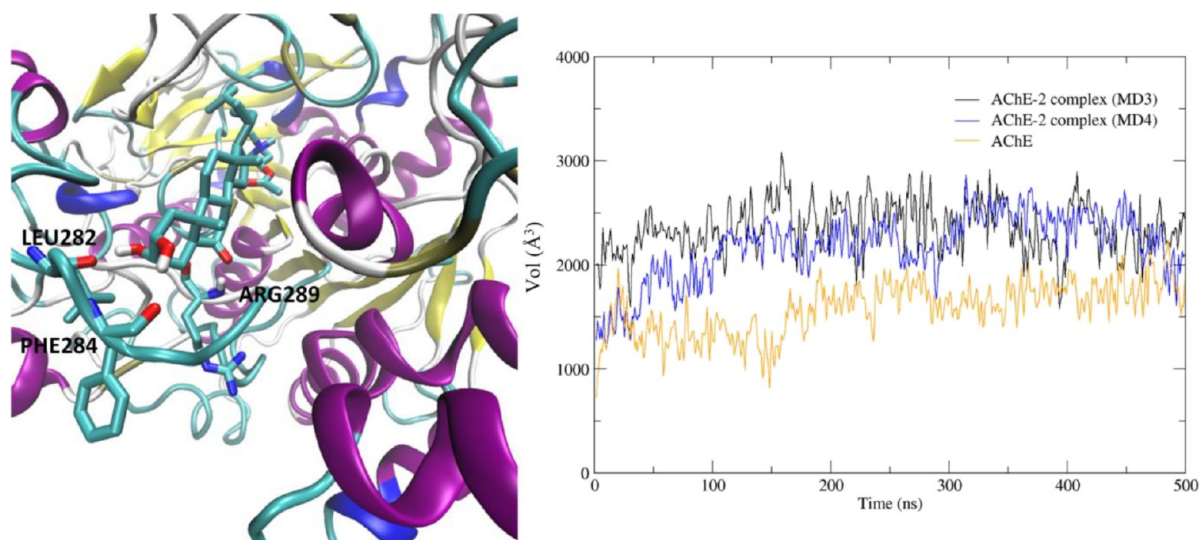 LEU282
ARG289
PHE284
4000
3000
2000
1000
0
Vol (Å³)
AChE-2 complex (MD3)
AChE-2 complex (MD4)
AChE
0 100 200 300 400 500
Time (ns)